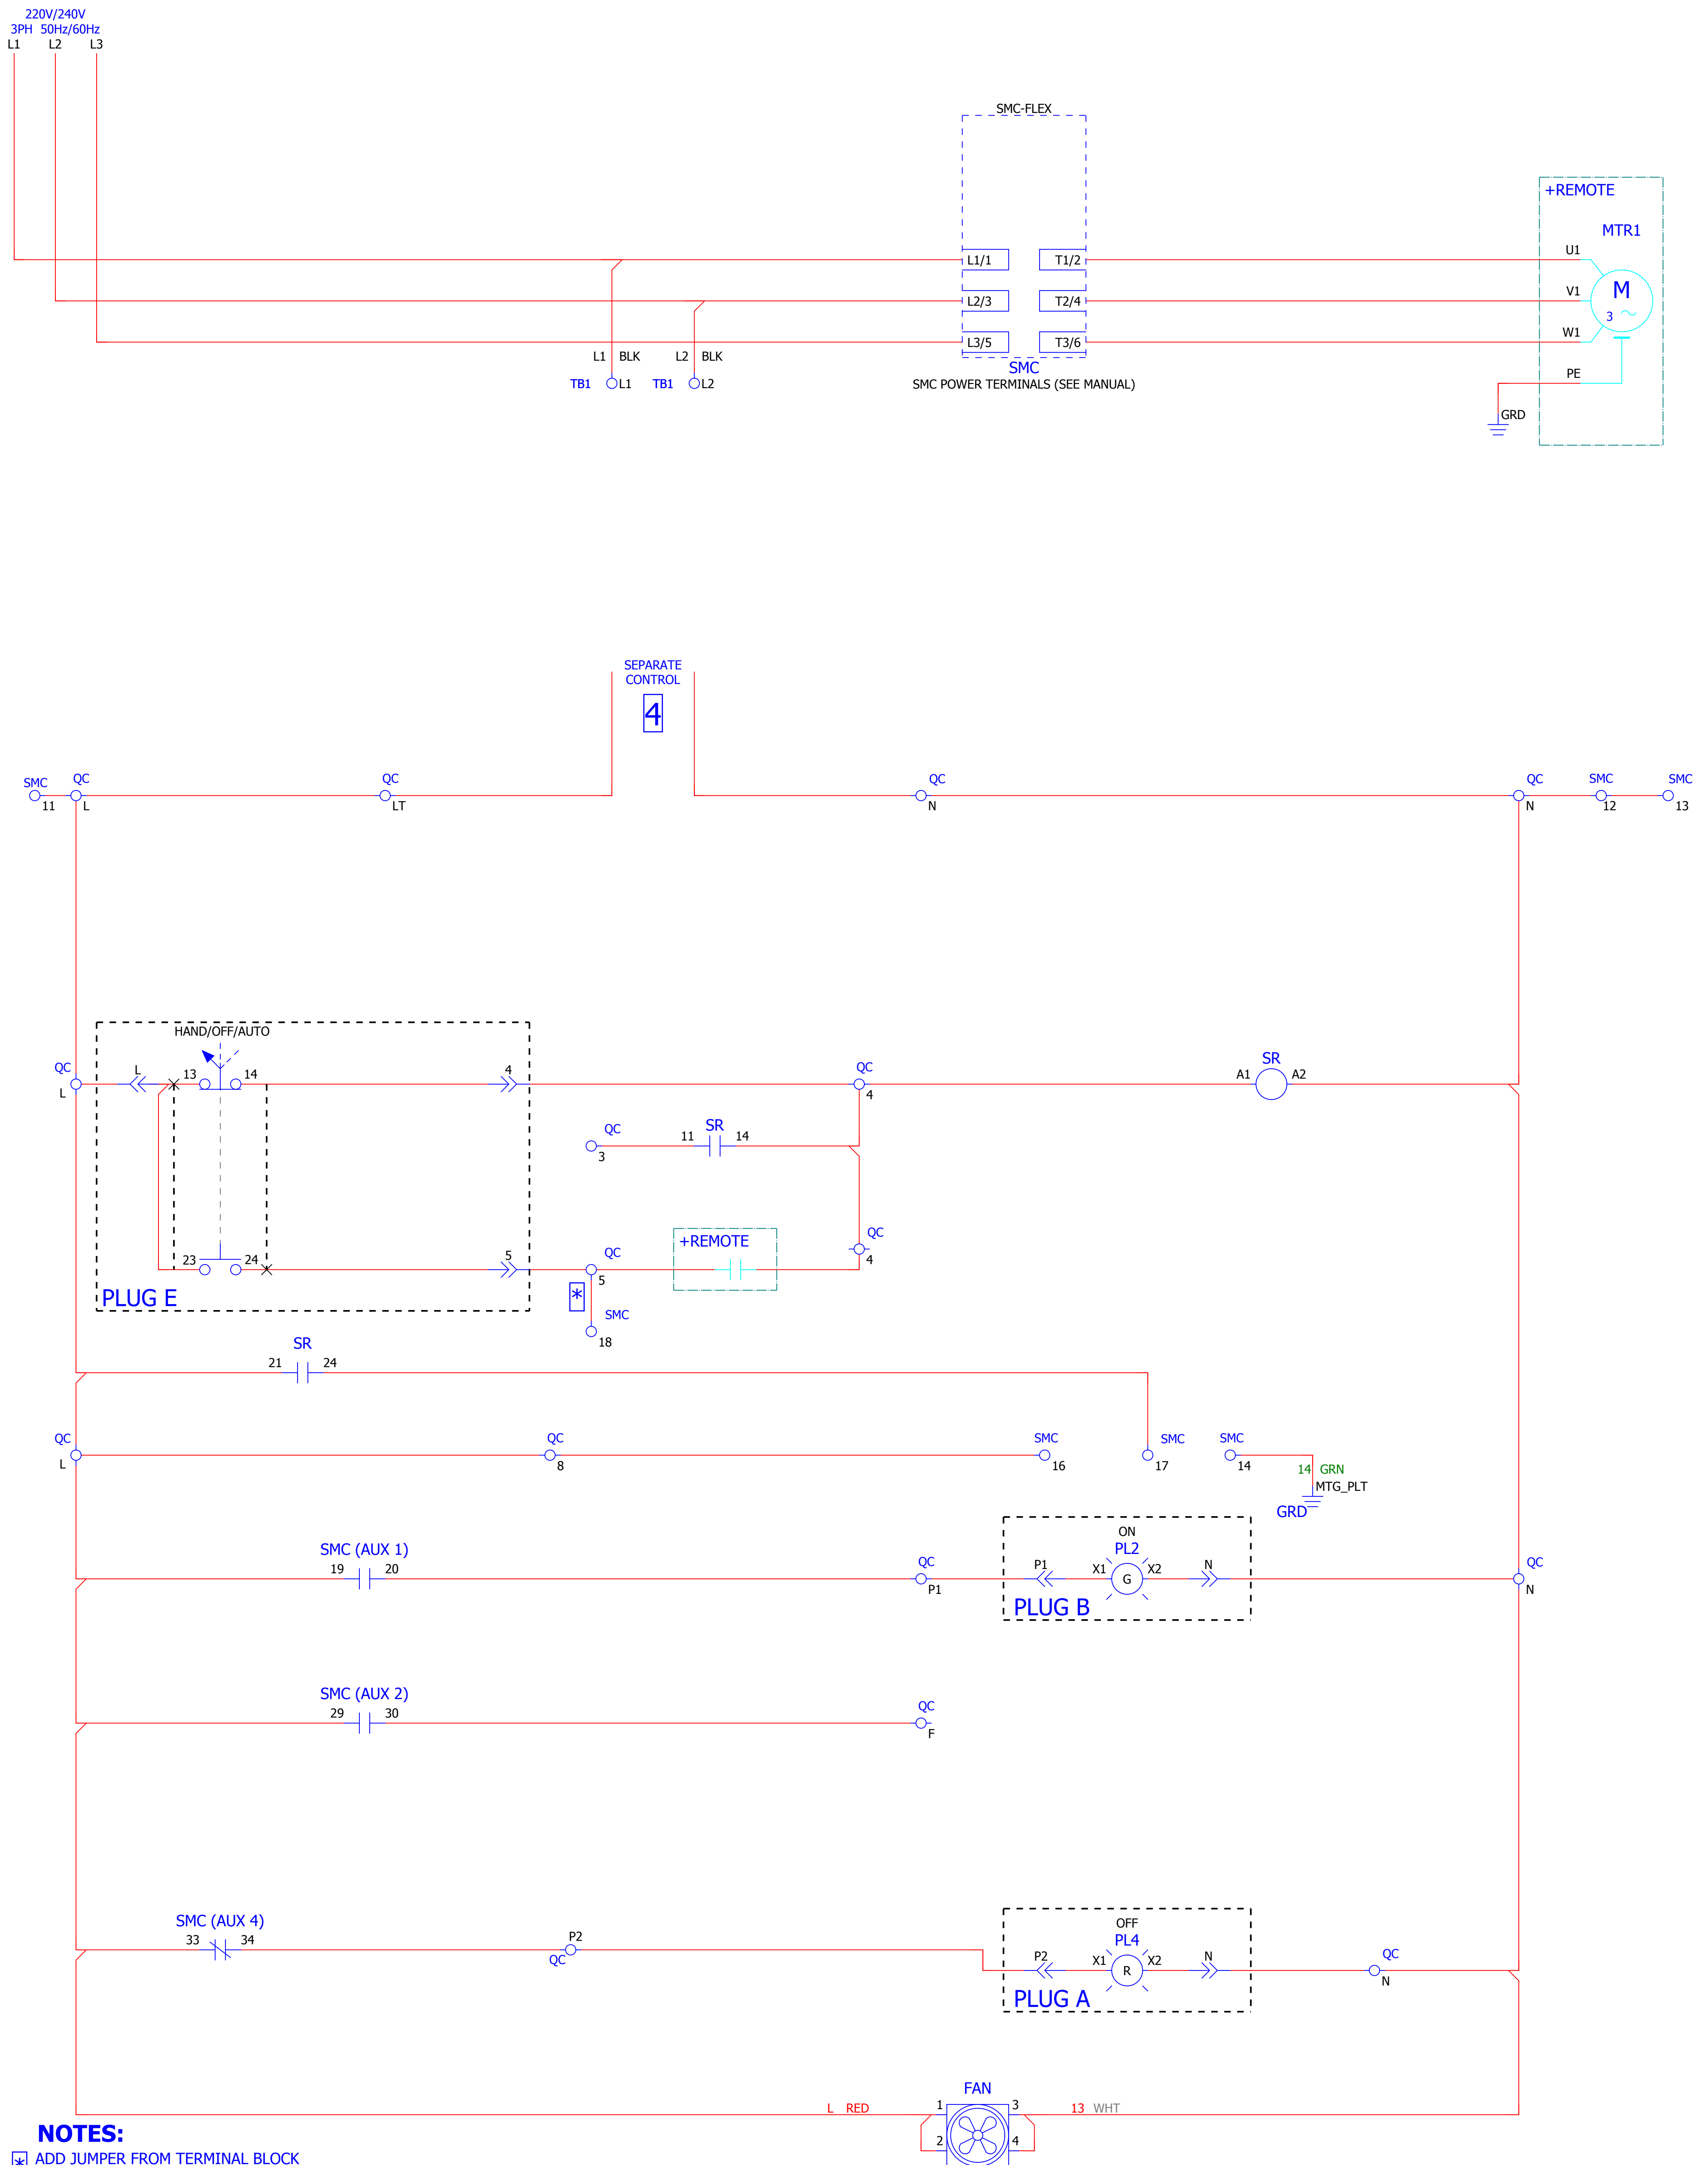 220V/240V
3PH 50Hz/60Hz
L1 L2 L3
SMC-FLEX
+REMOTE
MTR1
L1/1 T1/2 U1
L2/3 T2/4 V1 M
3
L3/5 T3/6 W1
L1 BLK L2 BLK
SMC
PE
TB1 L1 TB1 L2
SMC POWER TERMINALS (SEE MANUAL)
GRD
SEPARATE
CONTROL
4
SMC QC QC QC QC SMC SMC
11 L LT N N 12 13
HAND/OFF/AUTO
QC L 13 14 4 QC SR
A1 A2
L 4
QC 11 SR 14
3
23 24 5 QC +REMOTE QC
5 4
PLUG E
* SMC
18
SR
21 24
QC QC SMC SMC SMC
L 8 16 17 14
14 GRN
MTG_PLT
GRD
ON
SMC (AUX 1) PL2
19 20 QC P1 X1 G X2 N QC
P1 N
PLUG B
SMC (AUX 2)
29 30 QC
F
SMC (AUX 4) OFF
33 34 P2 PL4
QC P2 X1 R X2 N QC
N
PLUG A
FAN
L RED 1 3 13 WHT
NOTES:
2 4
* ADD JUMPER FROM TERMINAL BLOCK